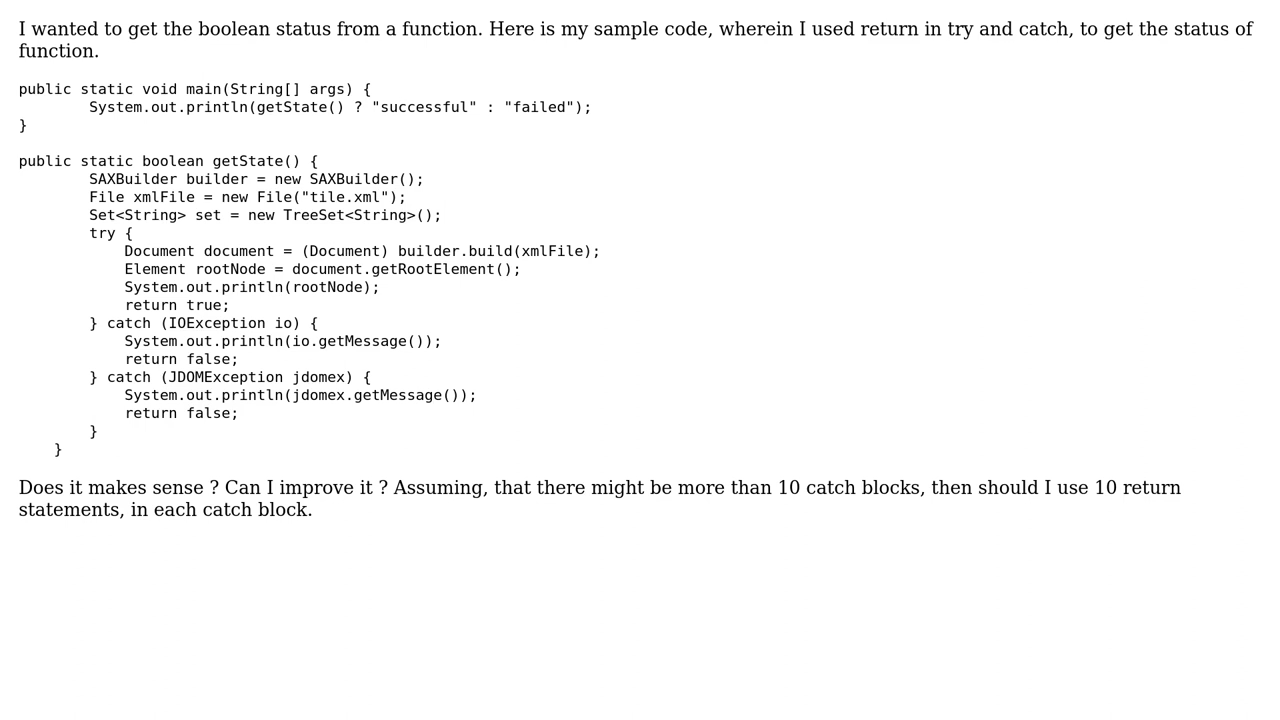 I wanted to get the boolean status from a function. Here is my sample code, wherein I used return in try and catch, to get the status of
function.
public static void main(String[] args) {
        System.out.println(getState() ? "successful" : "failed");
}
public static boolean getState() {
        SAXBuilder builder = new SAXBuilder();
        File xmlFile = new File("tile.xml");
        Set<String> set = new TreeSet<String>();
        try {
            Document document = (Document) builder.build(xmlFile);
            Element rootNode = document.getRootElement();
            System.out.println(rootNode);
            return true;
        } catch (IOException io) {
            System.out.println(io.getMessage());
            return false;
        } catch (JDOMException jdomex) {
            System.out.println(jdomex.getMessage());
            return false;
        }
    }
Does it makes sense ? Can I improve it ? Assuming, that there might be more than 10 catch blocks, then should I use 10 return
statements, in each catch block.